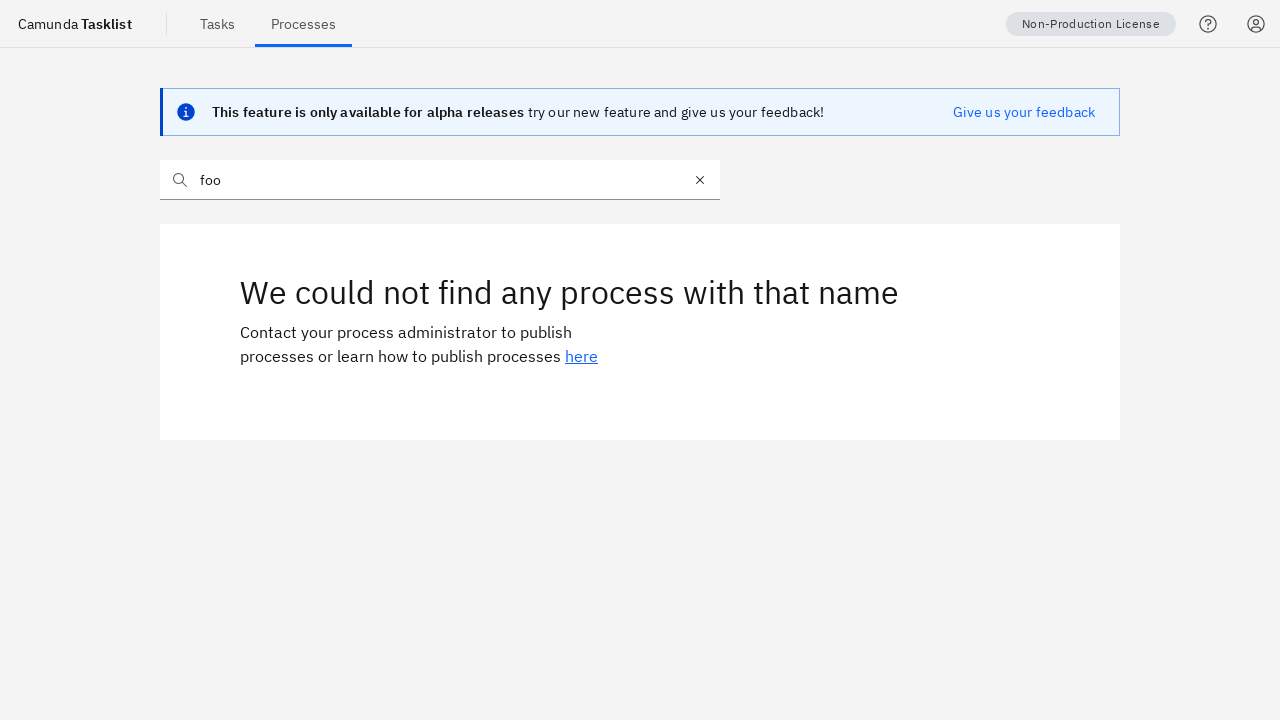 Camunda Tasklist
Tasks
Processes
Non-Production License
This feature is only available for alpha releases try our new feature and give us your feedback!
Give us your feedback
foo
We could not find any process with that name
Contact your process administrator to publish
processes or learn how to publish processes here